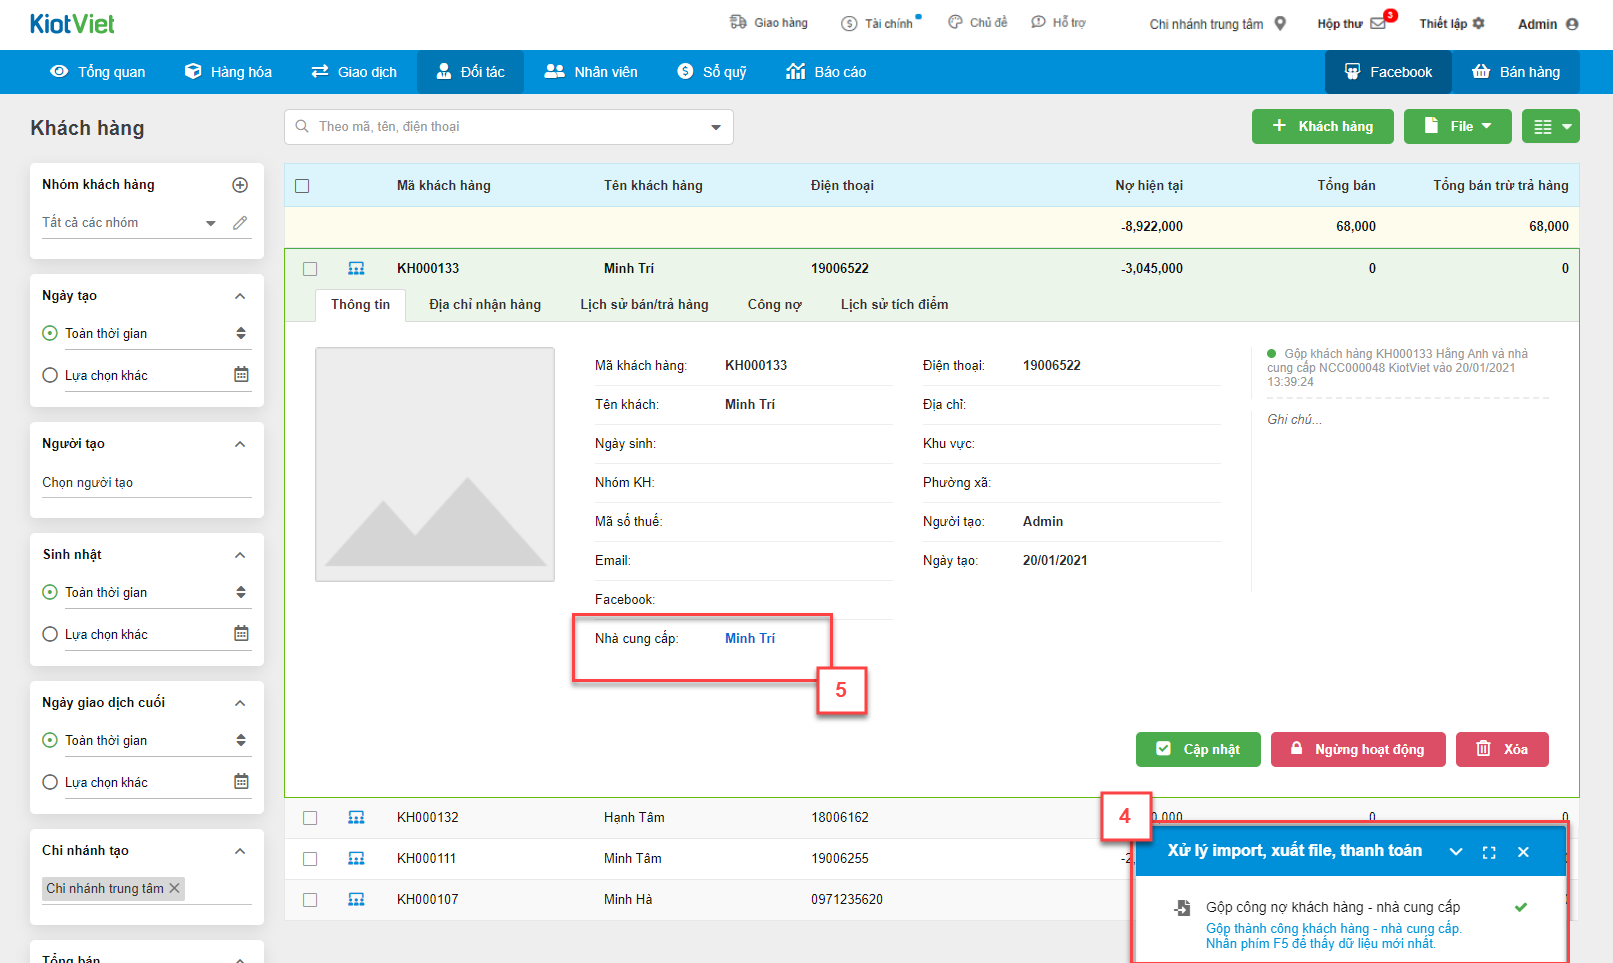 KiotViet
Giao hàng
Tài chính
Chủ đề
Hỗ trợ
Chi nhánh trung tâm
Hộp thư
3
Thiết lập
Admin
Tổng quan
Hàng hóa
Giao dịch
Đối tác
Nhân viên
Sổ quỹ
Báo cáo
Facebook
Bán hàng
Khách hàng
Theo mã, tên, điện thoại
Khách hàng
File
Nhóm khách hàng
Tất cả các nhóm
Ngày tạo
Toàn thời gian
Lựa chọn khác
Người tạo
Chọn người tạo
Sinh nhật
Toàn thời gian
Lựa chọn khác
Ngày giao dịch cuối
Toàn thời gian
Lựa chọn khác
Chi nhánh tạo
Chi nhánh trung tâm
Tổng bán
Mã khách hàng Tên khách hàng Điện thoại Nợ hiện tại Tổng bán Tổng bán trừ trả hàng
-8,922,000 68,000 68,000
KH000133 Minh Trí 19006522 -3,045,000 0 0
Thông tin Địa chỉ nhận hàng Lịch sử bán/trả hàng Công nợ Lịch sử tích điểm
Mã khách hàng: KH000133
Tên khách: Minh Trí
Ngày sinh:
Nhóm KH:
Mã số thuế:
Email:
Facebook:
Nhà cung cấp: Minh Trí
5
Điện thoại: 19006522
Địa chỉ:
Khu vực:
Phường xã:
Người tạo: Admin
Ngày tạo: 20/01/2021
Gộp khách hàng KH000133 Hằng Anh và nhà
cung cấp NCC000048 KiotViet vào 20/01/2021
13:39:24
Ghi chú...
Cập nhật
Ngừng hoạt động
Xóa
KH000132 Hạnh Tâm 18006162 0 0
KH000111 Minh Tâm 19006255
KH000107 Minh Hà 0971235620
4
Xử lý import, xuất file, thanh toán
Gộp công nợ khách hàng - nhà cung cấp
Gộp thành công khách hàng - nhà cung cấp.
Nhấn phím F5 để thấy dữ liệu mới nhất.